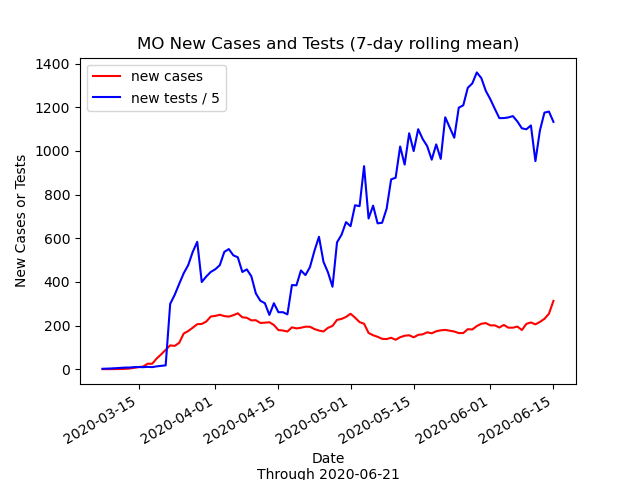 MO New Cases and Tests (7-day rolling mean)
new cases
new tests / 5
New Cases or Tests
1400
1200
1000
800
600
400
200
0
2020-03-15
2020-04-01
2020-04-15
2020-05-01
2020-05-15
2020-06-01
2020-06-15
Date
Through 2020-06-21